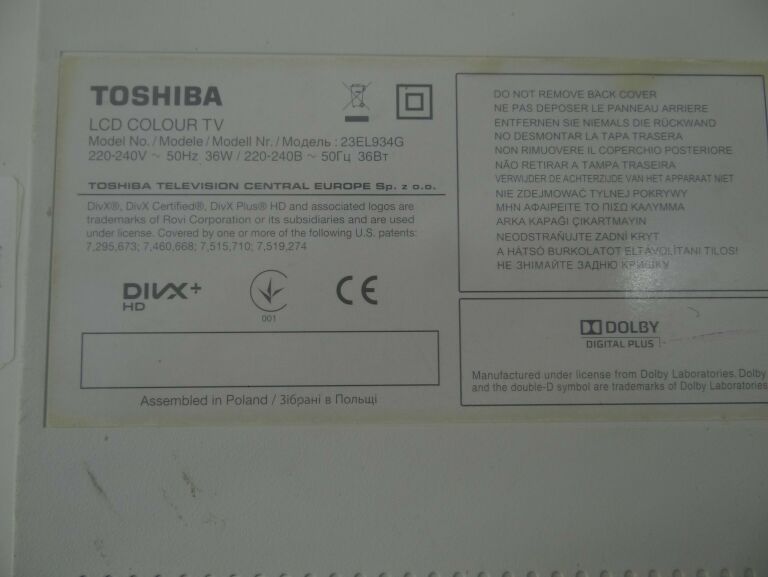 TOSHIBA
LCD COLOUR TV
Model No. / Modele / Modell Nr. / Модель : 23EL934G
220-240V ~ 50Hz 36W / 220-240В ~ 50Гц 36Вт
TOSHIBA TELEVISION CENTRAL EUROPE Sp. z o.o.
DivX®, DivX Certified®, DivX Plus® HD and associated logos are
trademarks of Rovi Corporation or its subsidiaries and are used
under license. Covered by one or more of the following U.S. patents:
7,295,673; 7,460,668; 7,515,710; 7,519,274
DIVX+
HD
001
CE
Assembled in Poland / Зібрані в Польщі
DO NOT REMOVE BACK COVER
NE PAS DEPOSER LE PANNEAU ARRIERE
ENTFERNEN SIE NIEMALS DIE RÜCKWAND
NO DESMONTAR LA TAPA TRASERA
NON RIMUOVERE IL COPERCHIO POSTERIORE
NÃO RETIRAR A TAMPA TRASEIRA
VERWIJDER DE ACHTERZIJDE VAN HET APPARAAT NIET
NIE ZDEJMOWAĆ TYLNEJ POKRYWY
ΜΗΝ ΑΦΑΙΡΕΙΤΕ ΤΟ ΠΙΣΩ ΚΑΛΥΜΜΑ
ARKA KAPAĞI ÇIKARTMAYIN
NEODSTRAŇUJTE ZADNÍ KRYT
A HÁTSÓ BURKOLATOT ELTÁVOLÍTANI TILOS!
НЕ ЗНИМАЙТЕ ЗАДНЮ КРИШКУ
DOLBY
DIGITAL PLUS
Manufactured under license from Dolby Laboratories. Dolby
and the double-D symbol are trademarks of Dolby Laboratories